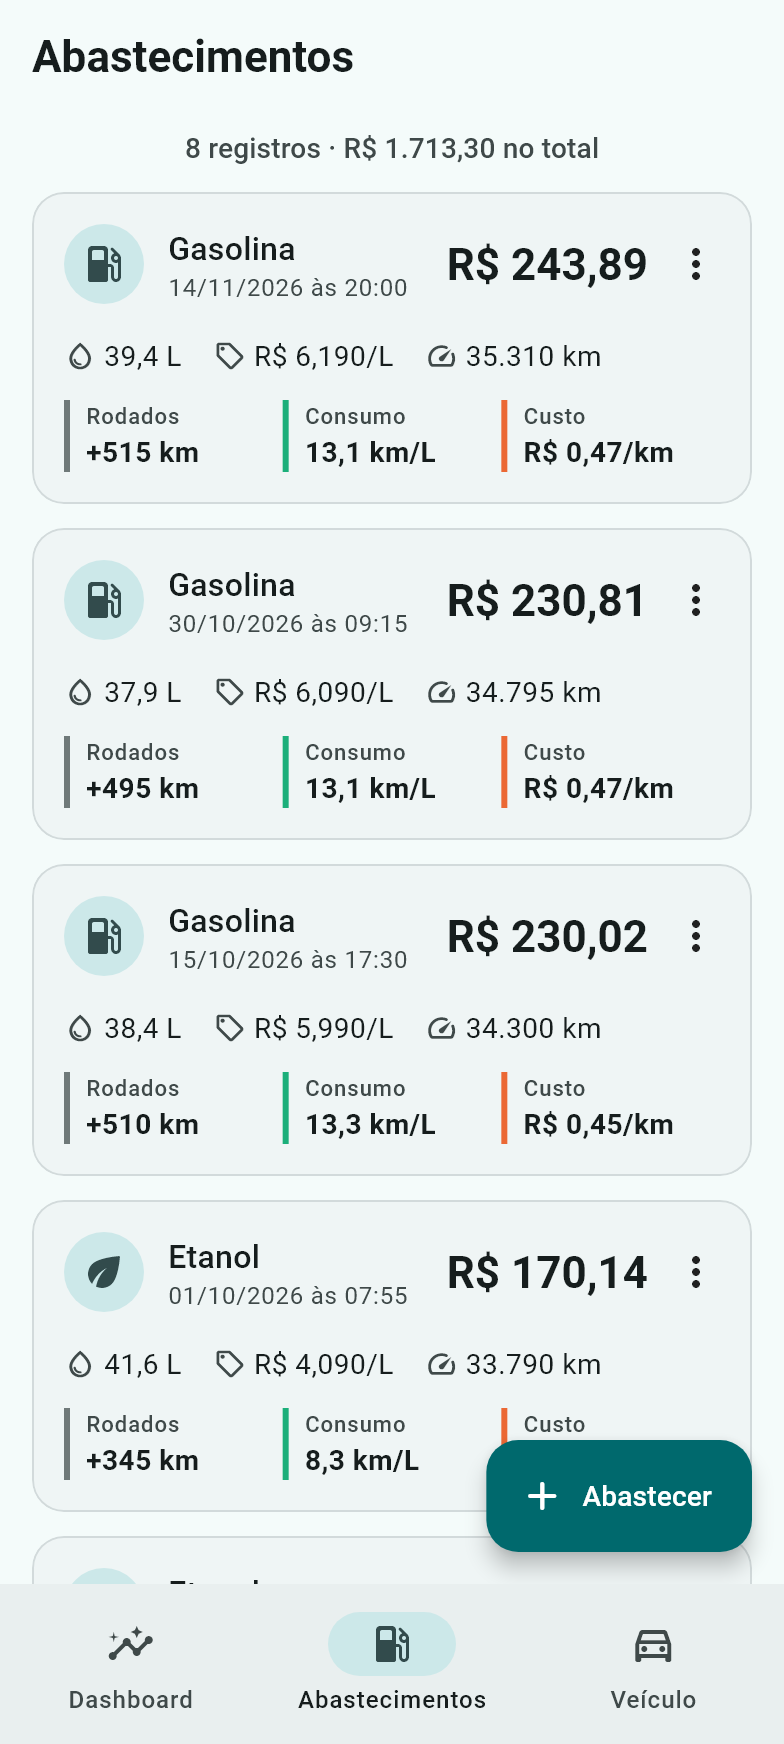 Abastecimentos
8 registros · R$ 1.713,30 no total
Gasolina
14/11/2026 às 20:00
R$ 243,89
39,4 L R$ 6,190/L 35.310 km
Rodados Consumo Custo
+515 km 13,1 km/L R$ 0,47/km
Gasolina
30/10/2026 às 09:15
R$ 230,81
37,9 L R$ 6,090/L 34.795 km
Rodados Consumo Custo
+495 km 13,1 km/L R$ 0,47/km
Gasolina
15/10/2026 às 17:30
R$ 230,02
38,4 L R$ 5,990/L 34.300 km
Rodados Consumo Custo
+510 km 13,3 km/L R$ 0,45/km
Etanol
01/10/2026 às 07:55
R$ 170,14
41,6 L R$ 4,090/L 33.790 km
Rodados Consumo Custo
+345 km 8,3 km/L
Abastecer
Dashboard Abastecimentos Veículo